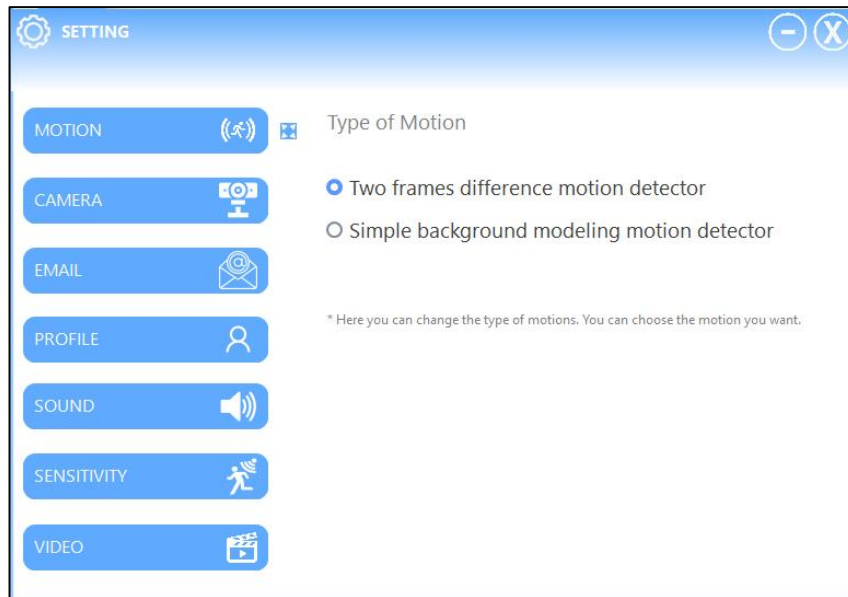 SETTING
MOTION
Type of Motion
Two frames difference motion detector
CAMERA
Simple background modeling motion detector
EMAIL
* Here you can change the type of motions. You can choose the motion you want.
PROFILE
SOUND
SENSITIVITY
VIDEO